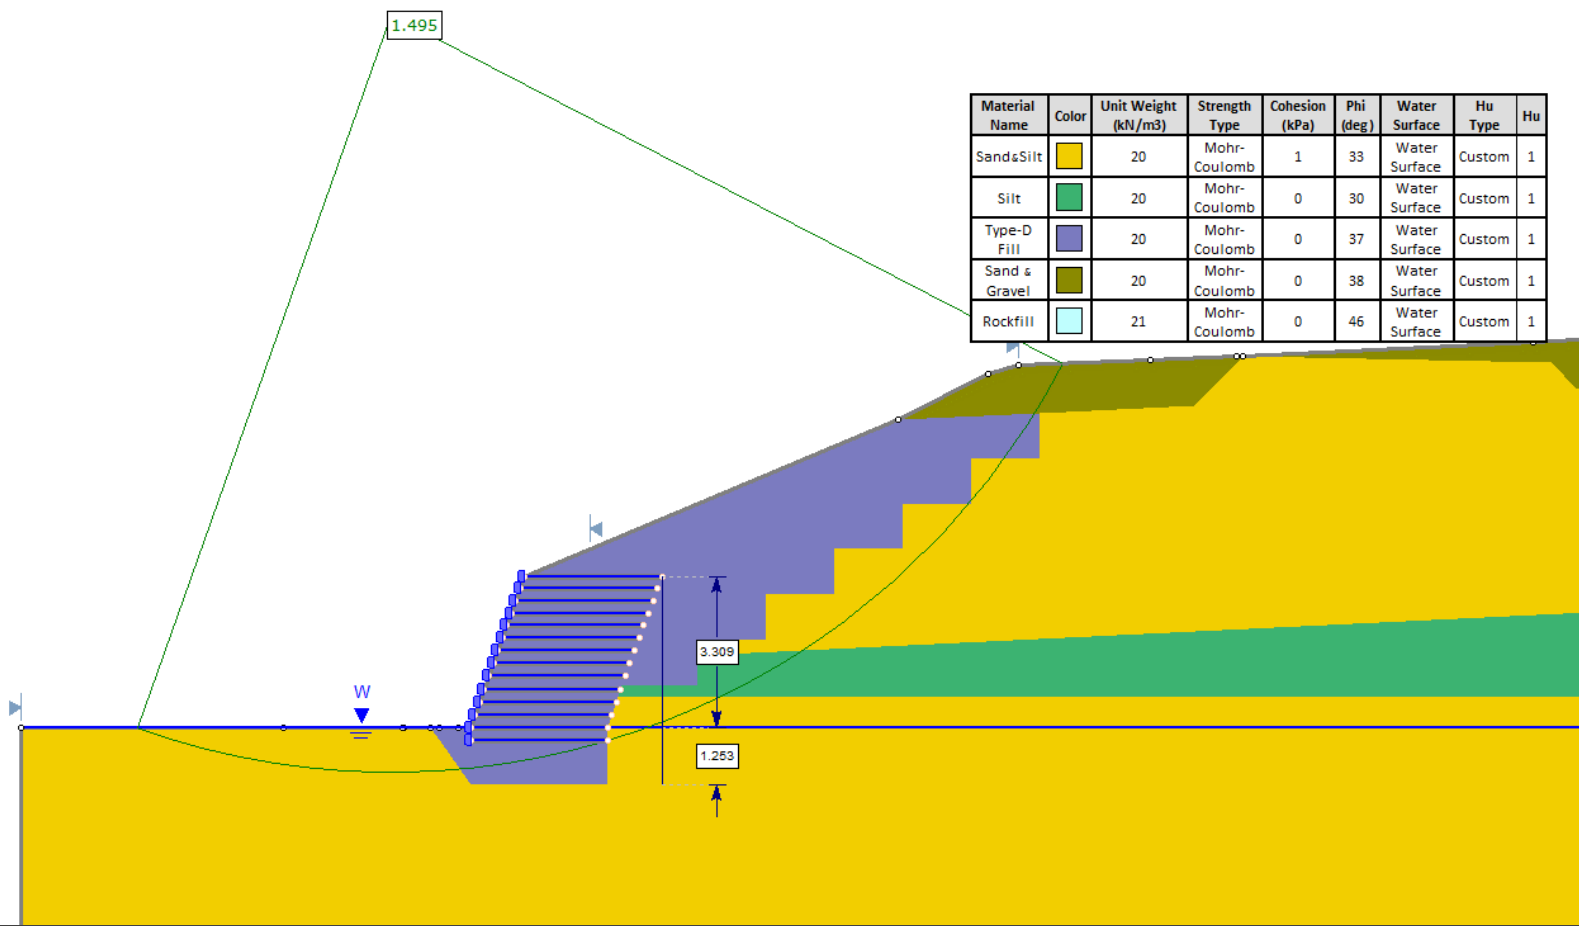 1.495
Material Name Color Unit Weight (kN/m3) Strength Type Cohesion (kPa) Phi (deg) Water Surface Hu Type Hu
Sand&Silt 20 Mohr-Coulomb 1 33 Water Surface Custom 1
Silt 20 Mohr-Coulomb 0 30 Water Surface Custom 1
Type-D Fill 20 Mohr-Coulomb 0 37 Water Surface Custom 1
Sand & Gravel 20 Mohr-Coulomb 0 38 Water Surface Custom 1
Rockfill 21 Mohr-Coulomb 0 46 Water Surface Custom 1
3.309
W
1.253